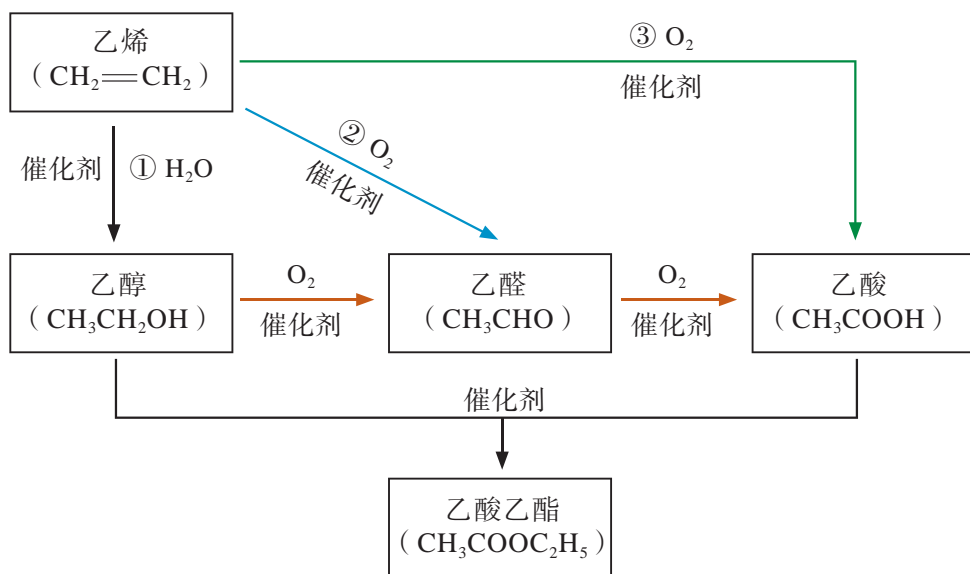 乙烯
（CH₂══CH₂）
③ O₂
催化剂
催化剂
① H₂O
② O₂
催化剂
乙醇
（CH₃CH₂OH）
O₂
催化剂
乙醛
（CH₃CHO）
O₂
催化剂
乙酸
（CH₃COOH）
催化剂
乙酸乙酯
（CH₃COOC₂H₅）